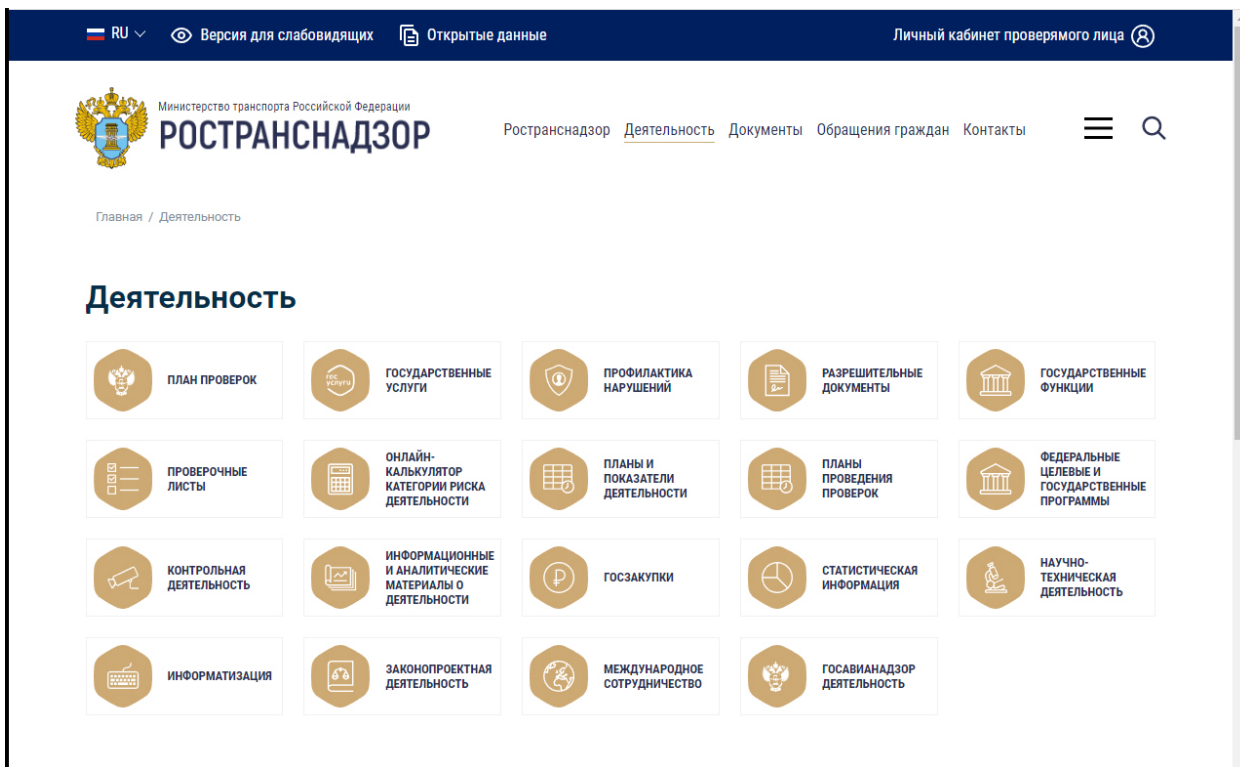 RU
Версия для слабовидящих
Открытые данные
Личный кабинет проверямого лица
Министерство транспорта Российской Федерации
РОСТРАНСНАДЗОР
Ространснадзор Деятельность Документы Обращения граждан Контакты
Главная / Деятельность
Деятельность
ПЛАН ПРОВЕРОК
гос
услуги
ГОСУДАРСТВЕННЫЕ
УСЛУГИ
ПРОФИЛАКТИКА
НАРУШЕНИЙ
РАЗРЕШИТЕЛЬНЫЕ
ДОКУМЕНТЫ
ГОСУДАРСТВЕННЫЕ
ФУНКЦИИ
ПРОВЕРОЧНЫЕ
ЛИСТЫ
ОНЛАЙН-
КАЛЬКУЛЯТОР
КАТЕГОРИИ РИСКА
ДЕЯТЕЛЬНОСТИ
ПЛАНЫ И
ПОКАЗАТЕЛИ
ДЕЯТЕЛЬНОСТИ
ПЛАНЫ
ПРОВЕДЕНИЯ
ПРОВЕРОК
ФЕДЕРАЛЬНЫЕ
ЦЕЛЕВЫЕ И
ГОСУДАРСТВЕННЫЕ
ПРОГРАММЫ
КОНТРОЛЬНАЯ
ДЕЯТЕЛЬНОСТЬ
ИНФОРМАЦИОННЫЕ
И АНАЛИТИЧЕСКИЕ
МАТЕРИАЛЫ О
ДЕЯТЕЛЬНОСТИ
ГОСЗАКУПКИ
СТАТИСТИЧЕСКАЯ
ИНФОРМАЦИЯ
НАУЧНО-
ТЕХНИЧЕСКАЯ
ДЕЯТЕЛЬНОСТЬ
ИНФОРМАТИЗАЦИЯ
ЗАКОНОПРОЕКТНАЯ
ДЕЯТЕЛЬНОСТЬ
МЕЖДУНАРОДНОЕ
СОТРУДНИЧЕСТВО
ГОСАВИАНАДЗОР
ДЕЯТЕЛЬНОСТЬ